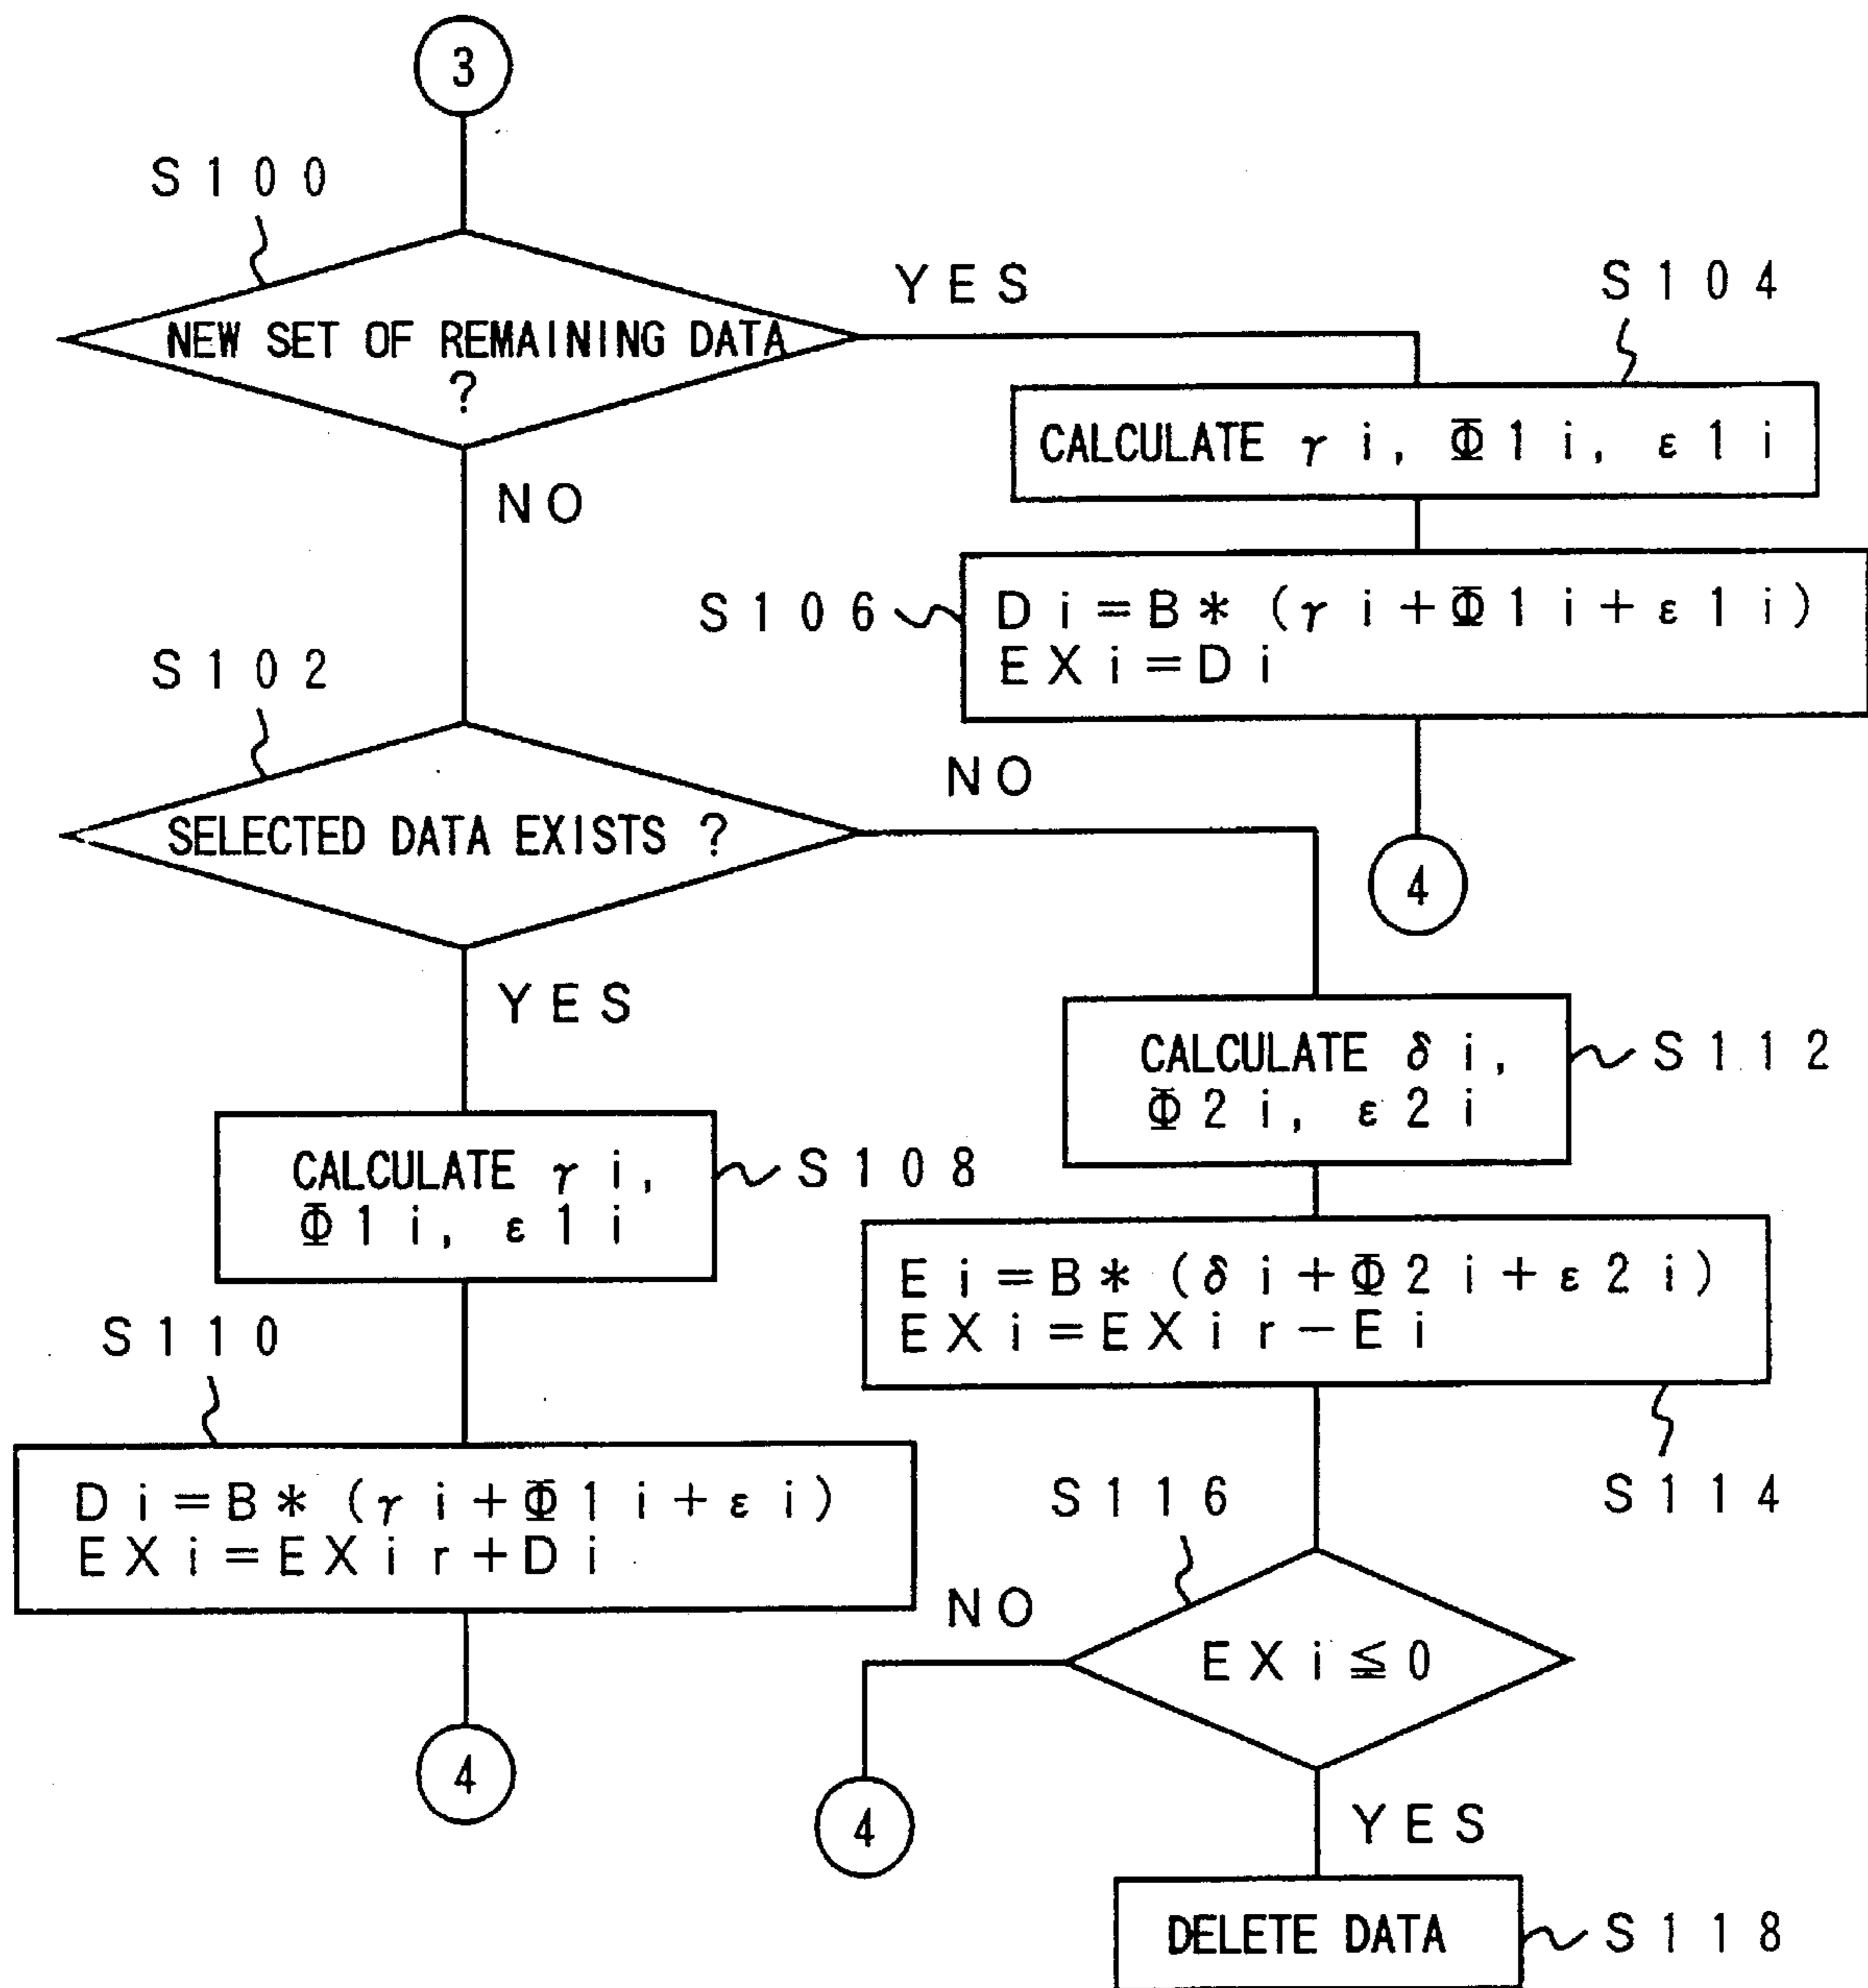 3
S100
YES
S104
NEW SET OF REMAINING DATA
?
CALCULATE γi, Φ1i, ε1i
NO
S106
Di=B*(γi+Φ1i+ε1i)
EXi=Di
S102
NO
SELECTED DATA EXISTS ?
4
YES
CALCULATE δi,
Φ2i, ε2i
S112
CALCULATE γi,
Φ1i, ε1i
S108
Ei=B*(δi+Φ2i+ε2i)
EXi=EXir−Ei
S110
S114
Di=B*(γi+Φ1i+εi)
EXi=EXir+Di
S116
NO
EXi≦0
4
4
YES
DELETE DATA
S118